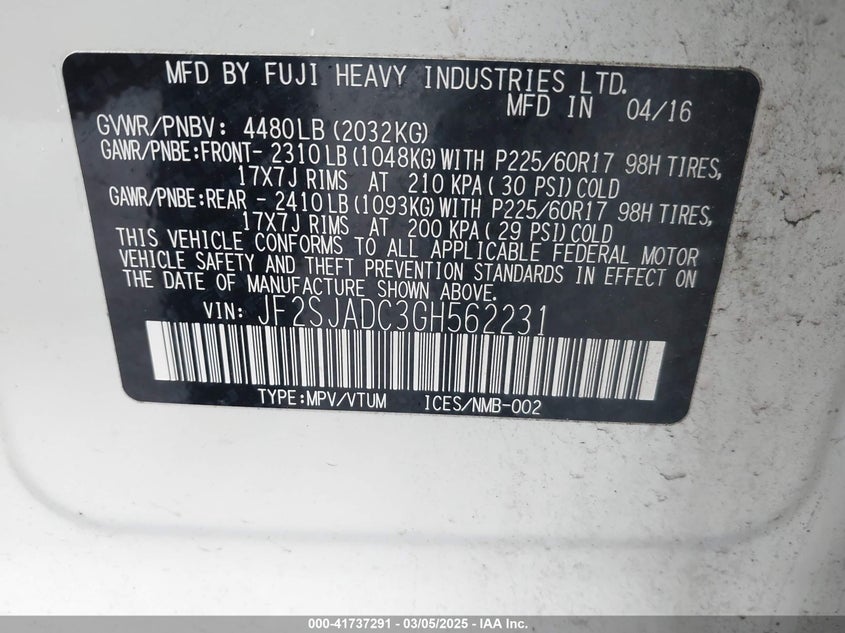 MFD BY FUJI HEAVY INDUSTRIES LTD.
MFD IN 04/16
GVWR/PNBV: 4480LB (2032KG)
GAWR/PNBE:FRONT- 2310LB (1048KG) WITH P225/60R17 98H TIRES,
17X7J RIMS AT 210 KPA ( 30 PSI) COLD
GAWR/PNBE:REAR - 2410LB (1093KG) WITH P225/60R17 98H TIRES,
17X7J RIMS AT 200 KPA ( 29 PSI) COLD
THIS VEHICLE CONFORMS TO ALL APPLICABLE FEDERAL MOTOR
VEHICLE SAFETY AND THEFT PREVENTION STANDARDS IN EFFECT ON
THE DATE OF MANUFACTURE SHOWN ABOVE.
VIN: JF2SJADC3GH562231
TYPE:MPV/VTUM ICES/NMB-002
000-41737291 - 03/05/2025 - IAA Inc.